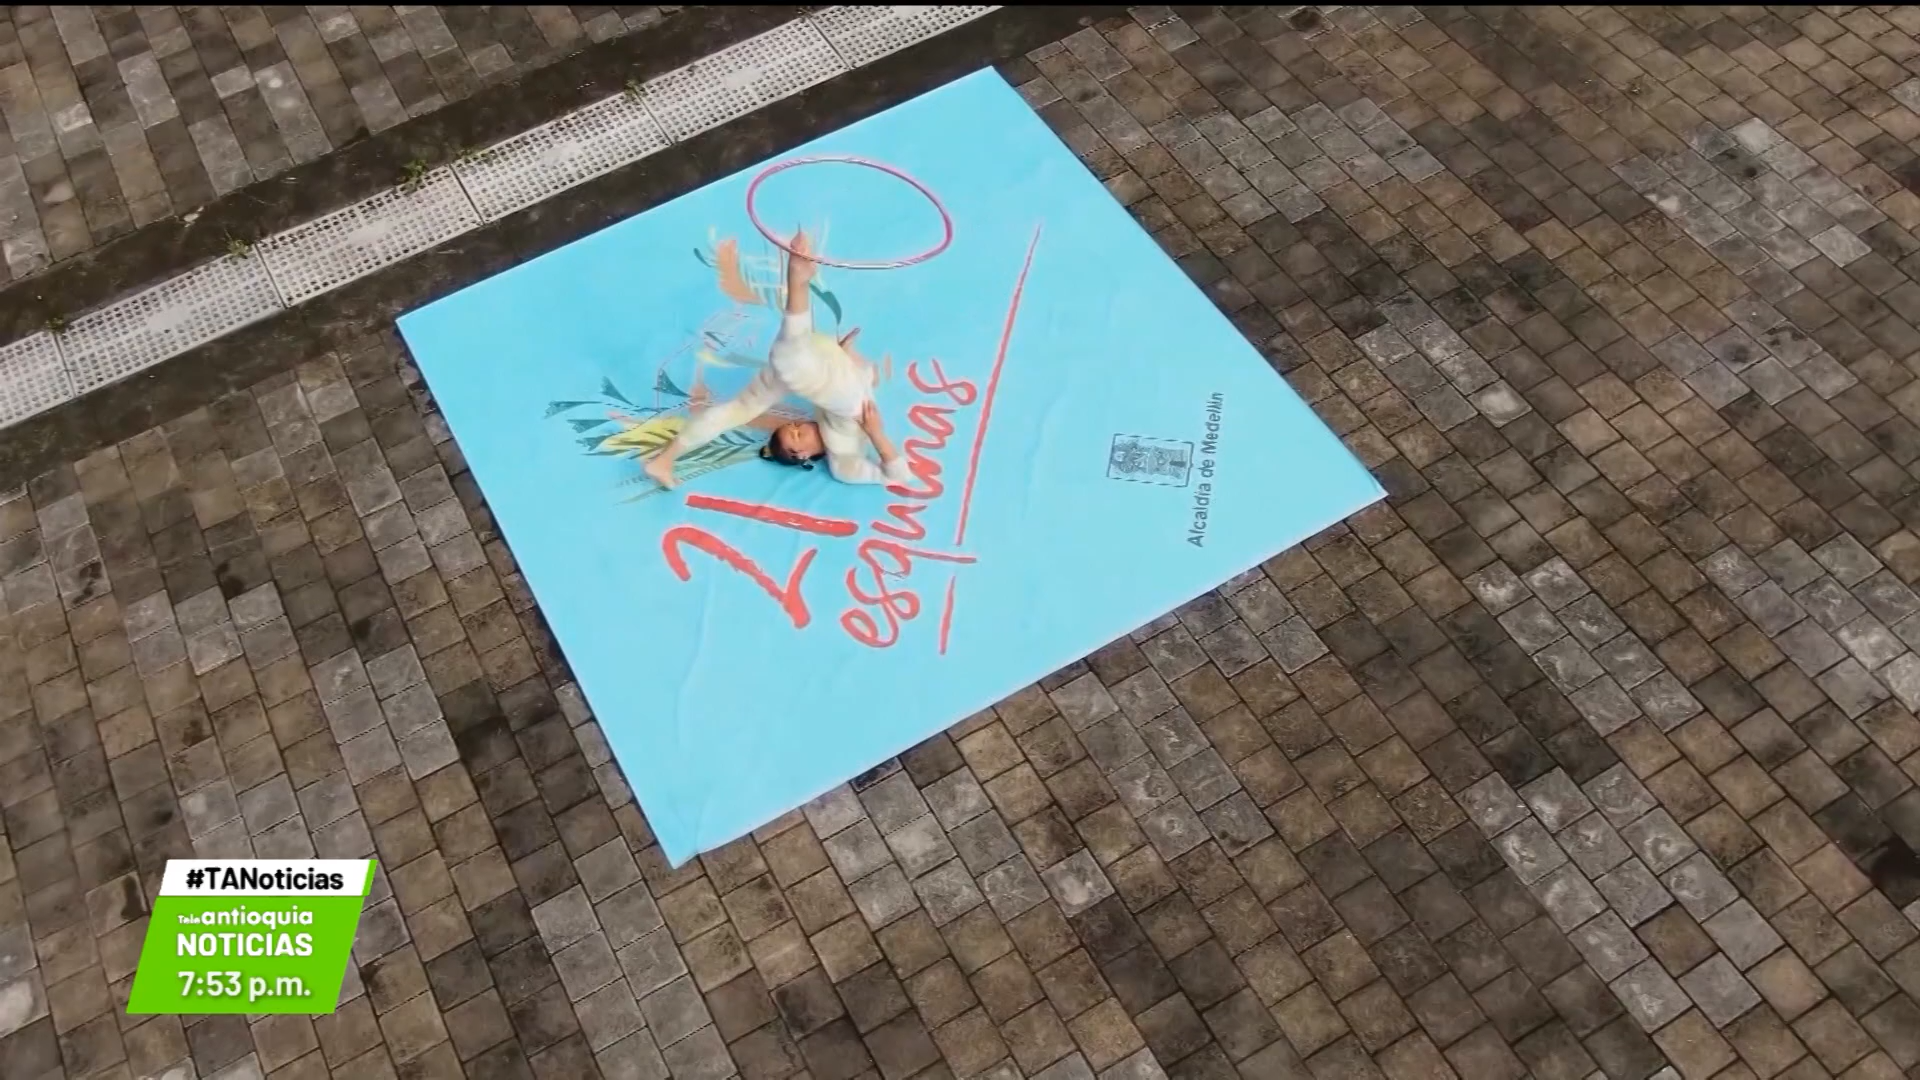 21
esquinas
Alcaldía de Medellín
#TANoticias
Teleantioquia
NOTICIAS
7:53 p.m.